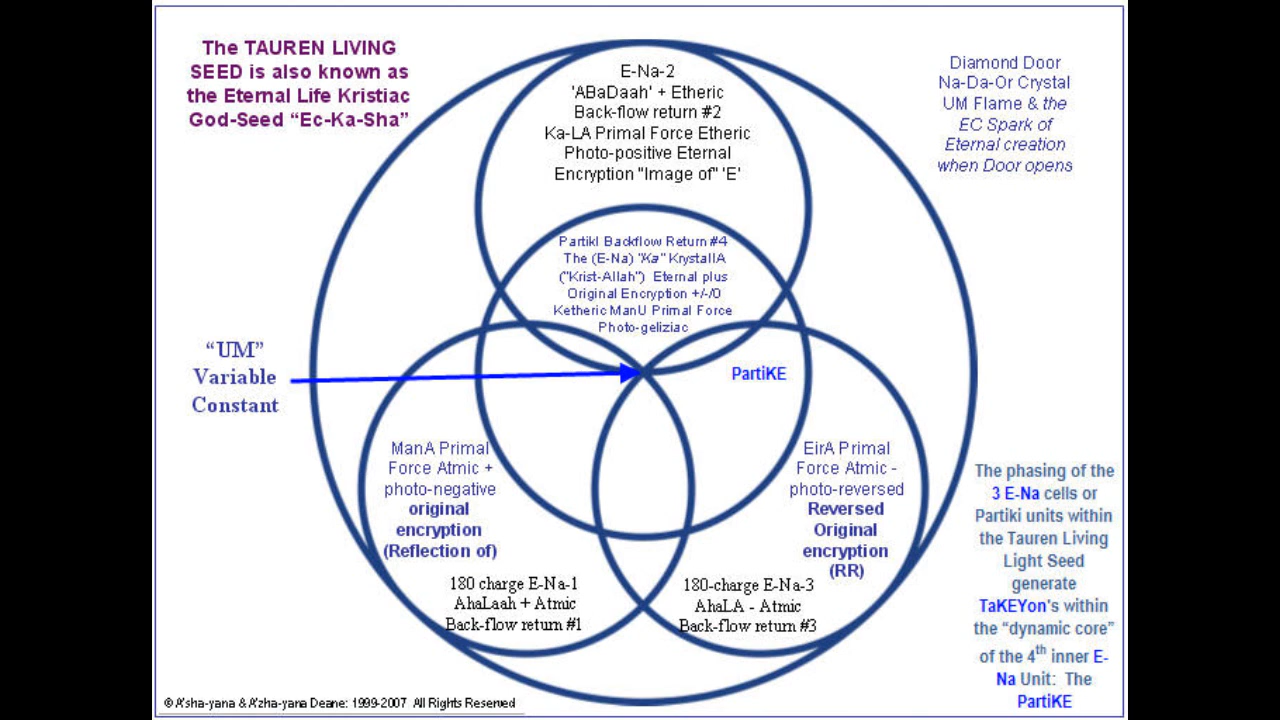 The TAUREN LIVING
SEED is also known as
the Eternal Life Kristiac
God-Seed “Ec-Ka-Sha”
Diamond Door
Na-Da-Or Crystal
UM Flame & the
EC Spark of
Eternal creation
when Door opens
E-Na-2
'ABaDaah' + Etheric
Back-flow return #2
Ka-LA Primal Force Etheric
Photo-positive Eternal
Encryption "Image of" 'E'
Partikl Backflow Return #4
The (E-Na) "Ka" KrystallA
("Krist-Allah") Eternal plus
Original Encryption +/-/0
Ketheric ManU Primal Force
Photo-geliziac
“UM”
Variable
Constant
PartiKE
ManA Primal
Force Atmic +
photo-negative
original
encryption
(Reflection of)
EirA Primal
Force Atmic -
photo-reversed
Reversed
Original
encryption
(RR)
180 charge E-Na-1
AhaLaah + Atmic
Back-flow return #1
180-charge E-Na-3
AhaLA - Atmic
Back-flow return #3
The phasing of the
3 E-Na cells or
Partiki units within
the Tauren Living
Light Seed
generate
TaKEYon's within
the “dynamic core”
of the 4th inner E-
Na Unit: The
PartiKE
© A'sha-yana & A'zha-yana Deane: 1999-2007 All Rights Reserved